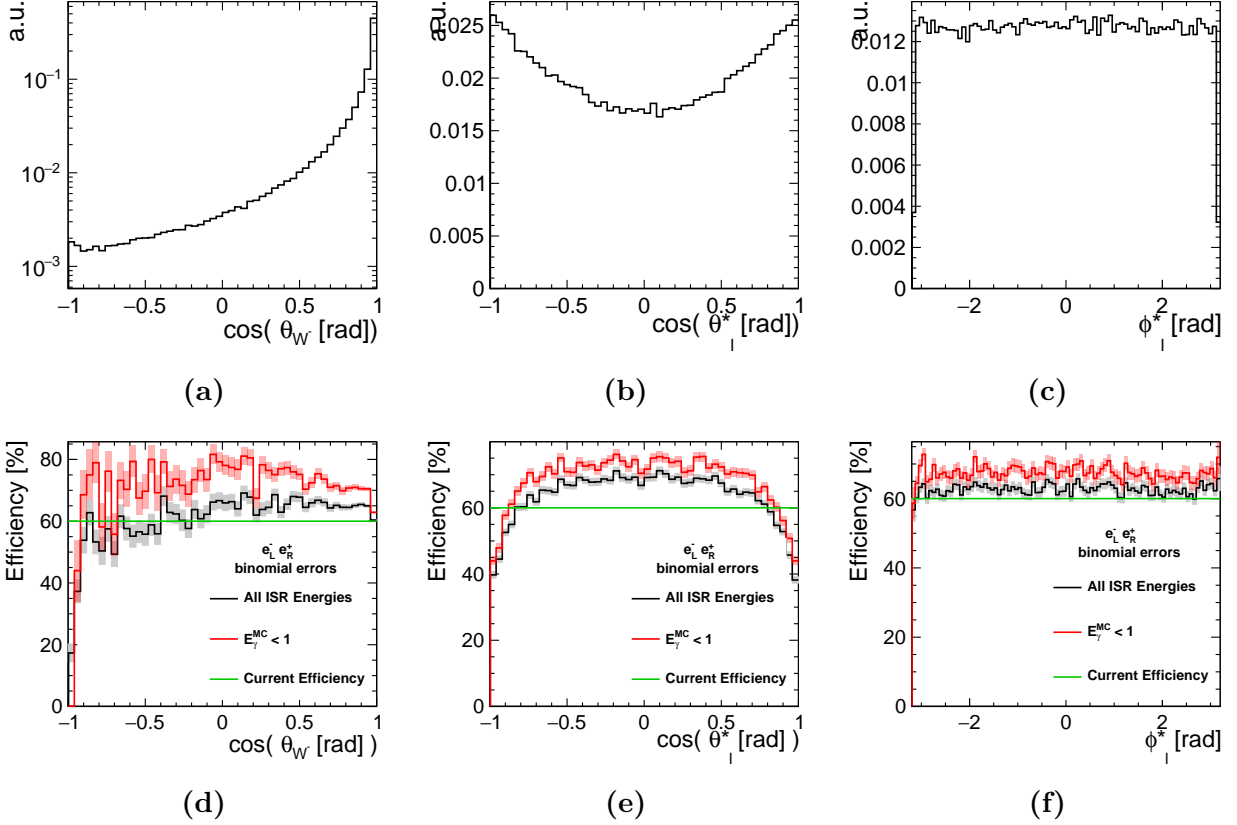 a.u.
10⁻¹
10⁻²
10⁻³
−1 −0.5 0 0.5 1
cos( θ_W⁻ [rad])
(a)
a.u.
0.025
0.02
0.015
0.01
0.005
0
−1 −0.5 0 0.5 1
cos( θ*_l [rad])
(b)
a.u.
0.012
0.01
0.008
0.006
0.004
0.002
0
−2 0 2
ϕ*_l [rad]
(c)
Efficiency [%]
80
60
40
20
0
e⁻_L e⁺_R
binomial errors
All ISR Energies
E_γ^MC < 1
Current Efficiency
−1 −0.5 0 0.5 1
cos( θ_W⁻ [rad] )
(d)
Efficiency [%]
60
40
20
0
e⁻_L e⁺_R
binomial errors
All ISR Energies
E_γ^MC < 1
Current Efficiency
−1 −0.5 0 0.5 1
cos( θ*_l [rad] )
(e)
Efficiency [%]
60
40
20
0
e⁻_L e⁺_R
binomial errors
All ISR Energies
E_γ^MC < 1
Current Efficiency
−2 0 2
ϕ*_l [rad]
(f)